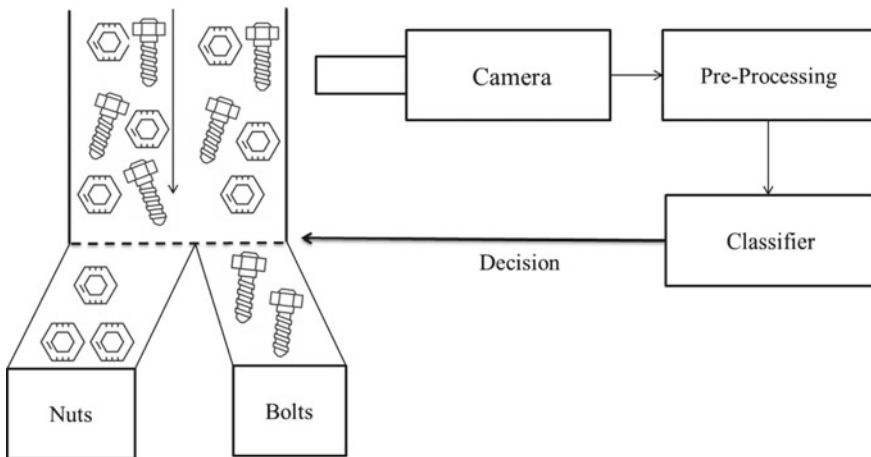 Camera
Pre-Processing
Classifier
Decision
Nuts
Bolts